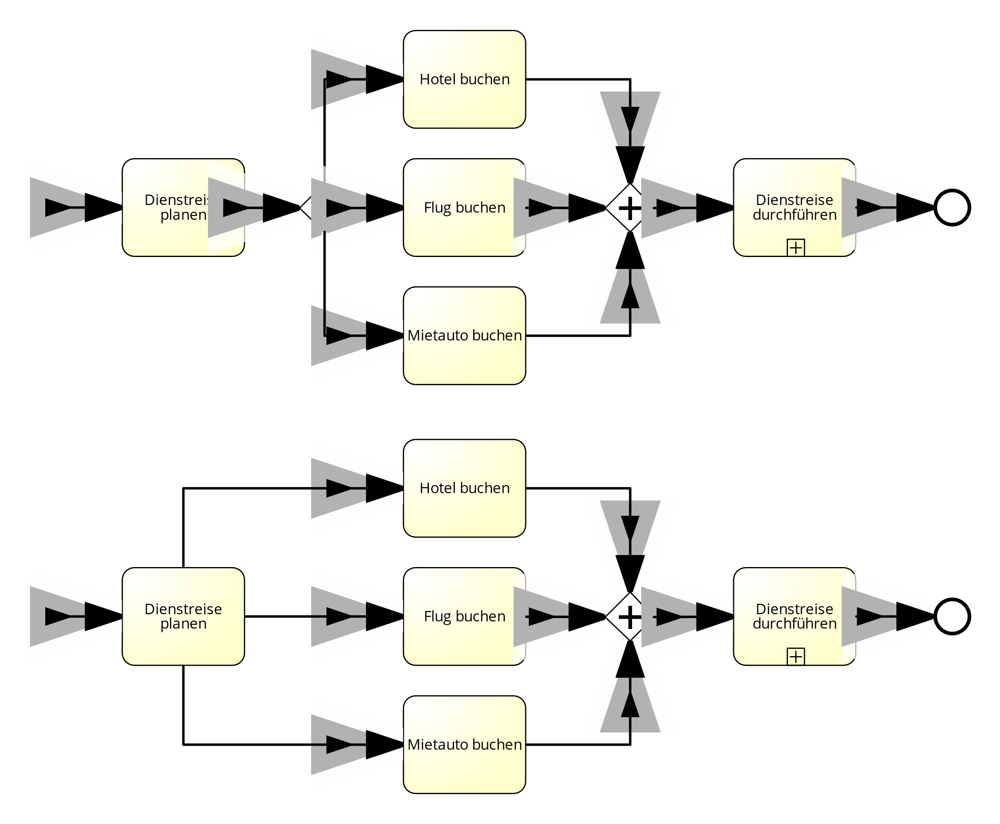 Hotel buchen
planen
Flug buchen
Dienstreise
durchführen
Mietauto buchen
Hotel buchen
Dienstreise
planen
Flug buchen
Dienstreise
durchführen
Mietauto buchen